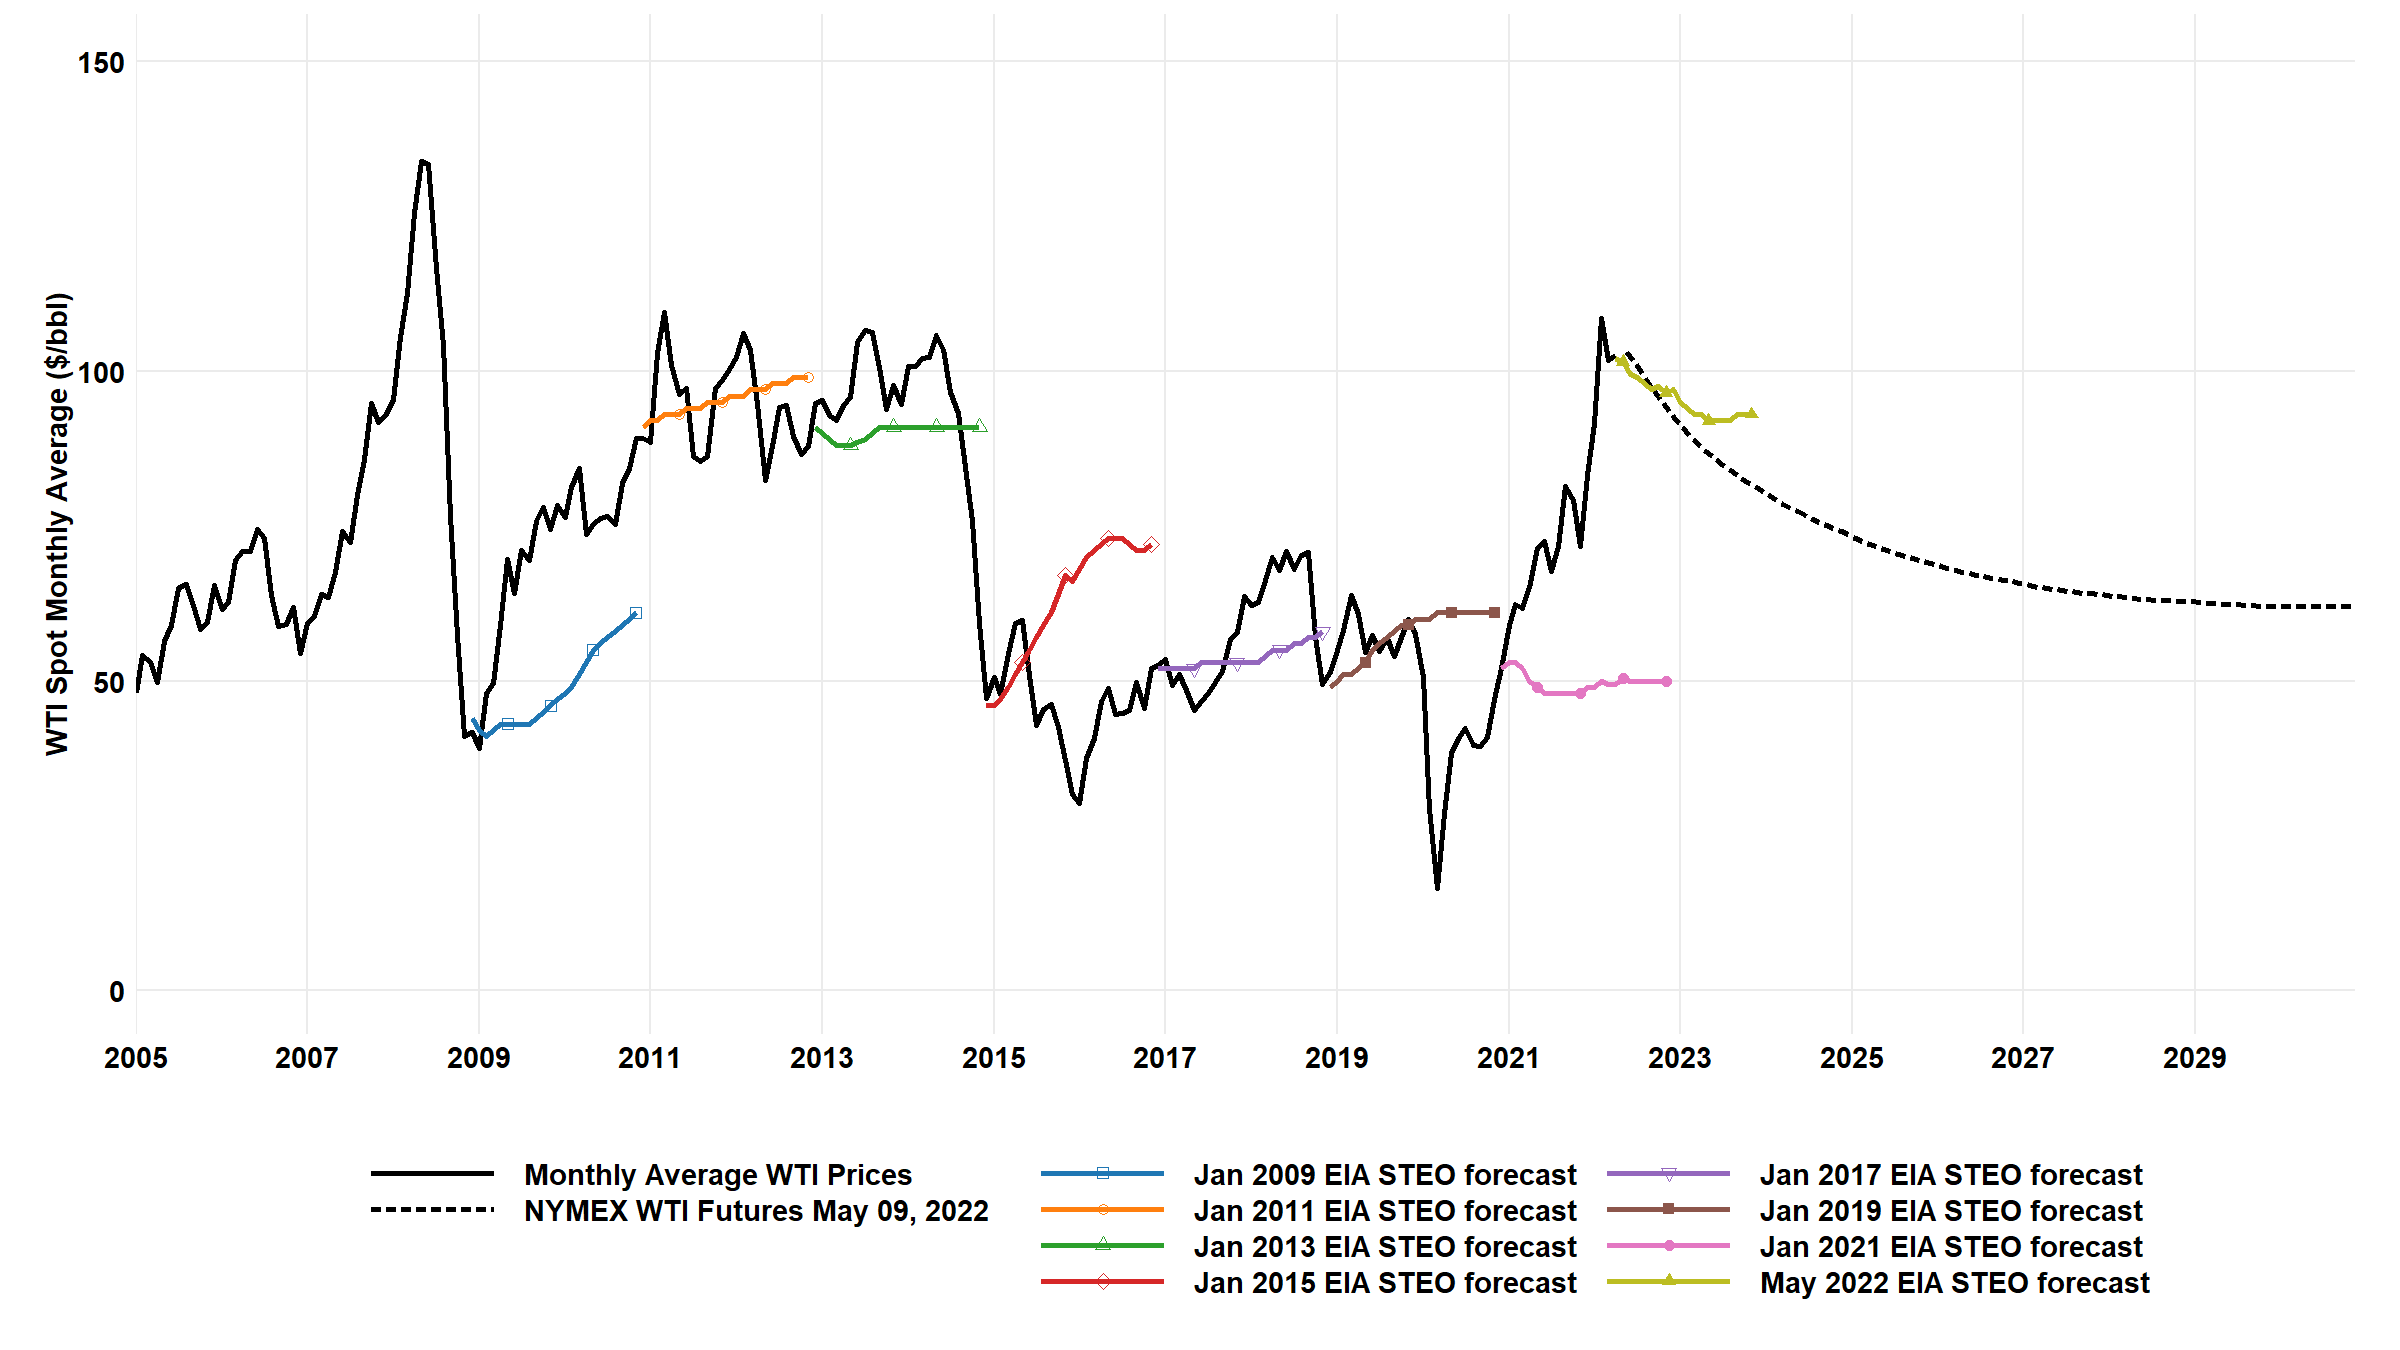 WTI Spot Monthly Average ($/bbl)
150
100
50
0
2005 2007 2009 2011 2013 2015 2017 2019 2021 2023 2025 2027 2029
Monthly Average WTI Prices
NYMEX WTI Futures May 09, 2022
Jan 2009 EIA STEO forecast
Jan 2011 EIA STEO forecast
Jan 2013 EIA STEO forecast
Jan 2015 EIA STEO forecast
Jan 2017 EIA STEO forecast
Jan 2019 EIA STEO forecast
Jan 2021 EIA STEO forecast
May 2022 EIA STEO forecast